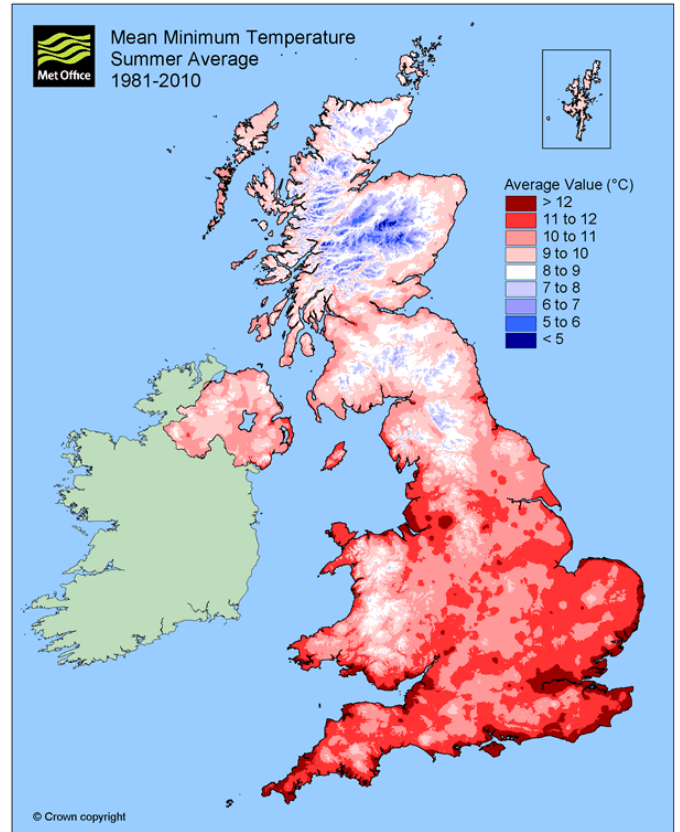 Met Office
Mean Minimum Temperature
Summer Average
1981-2010
Average Value (°C)
> 12
11 to 12
10 to 11
9 to 10
8 to 9
7 to 8
6 to 7
5 to 6
< 5
© Crown copyright